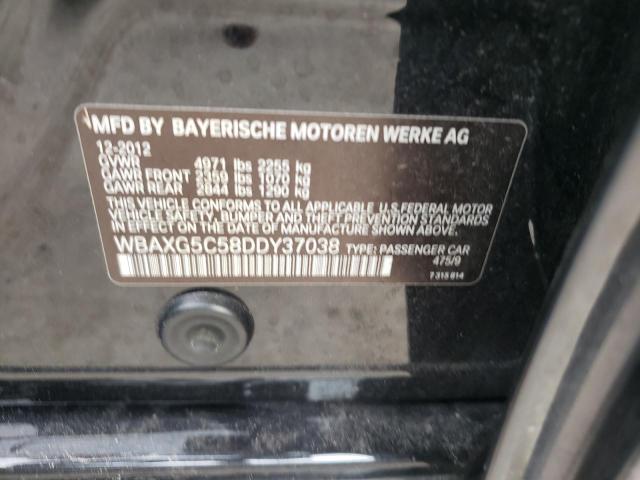 MFD BY BAYERISCHE MOTOREN WERKE AG
12-2012
GVWR 4971 lbs 2255 kg
GAWR FRONT 2359 lbs 1070 kg
GAWR REAR 2844 lbs 1290 kg
THIS VEHICLE CONFORMS TO ALL APPLICABLE U.S.FEDERAL MOTOR
VEHICLE SAFETY, BUMPER AND THEFT PREVENTION STANDARDS
IN EFFECT ON THE DATE OF MANUFACTURE SHOWN ABOVE.
WBAXG5C58DDY37038 TYPE: PASSENGER CAR
475/9
7 315 814